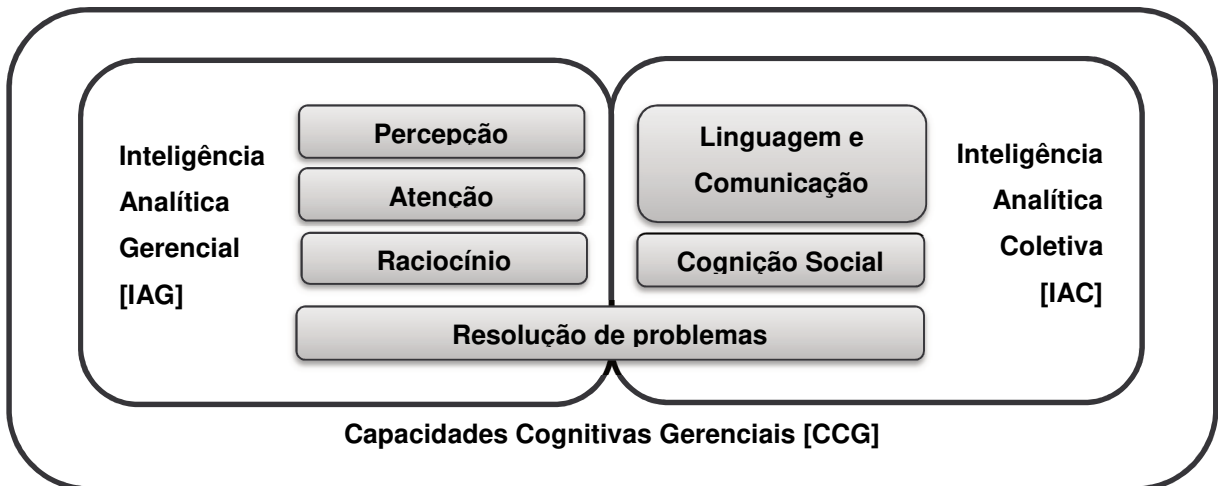 Inteligência
Analítica
Gerencial
[IAG]
Percepção
Atenção
Raciocínio
Linguagem e
Comunicação
Cognição Social
Inteligência
Analítica
Coletiva
[IAC]
Resolução de problemas
Capacidades Cognitivas Gerenciais [CCG]